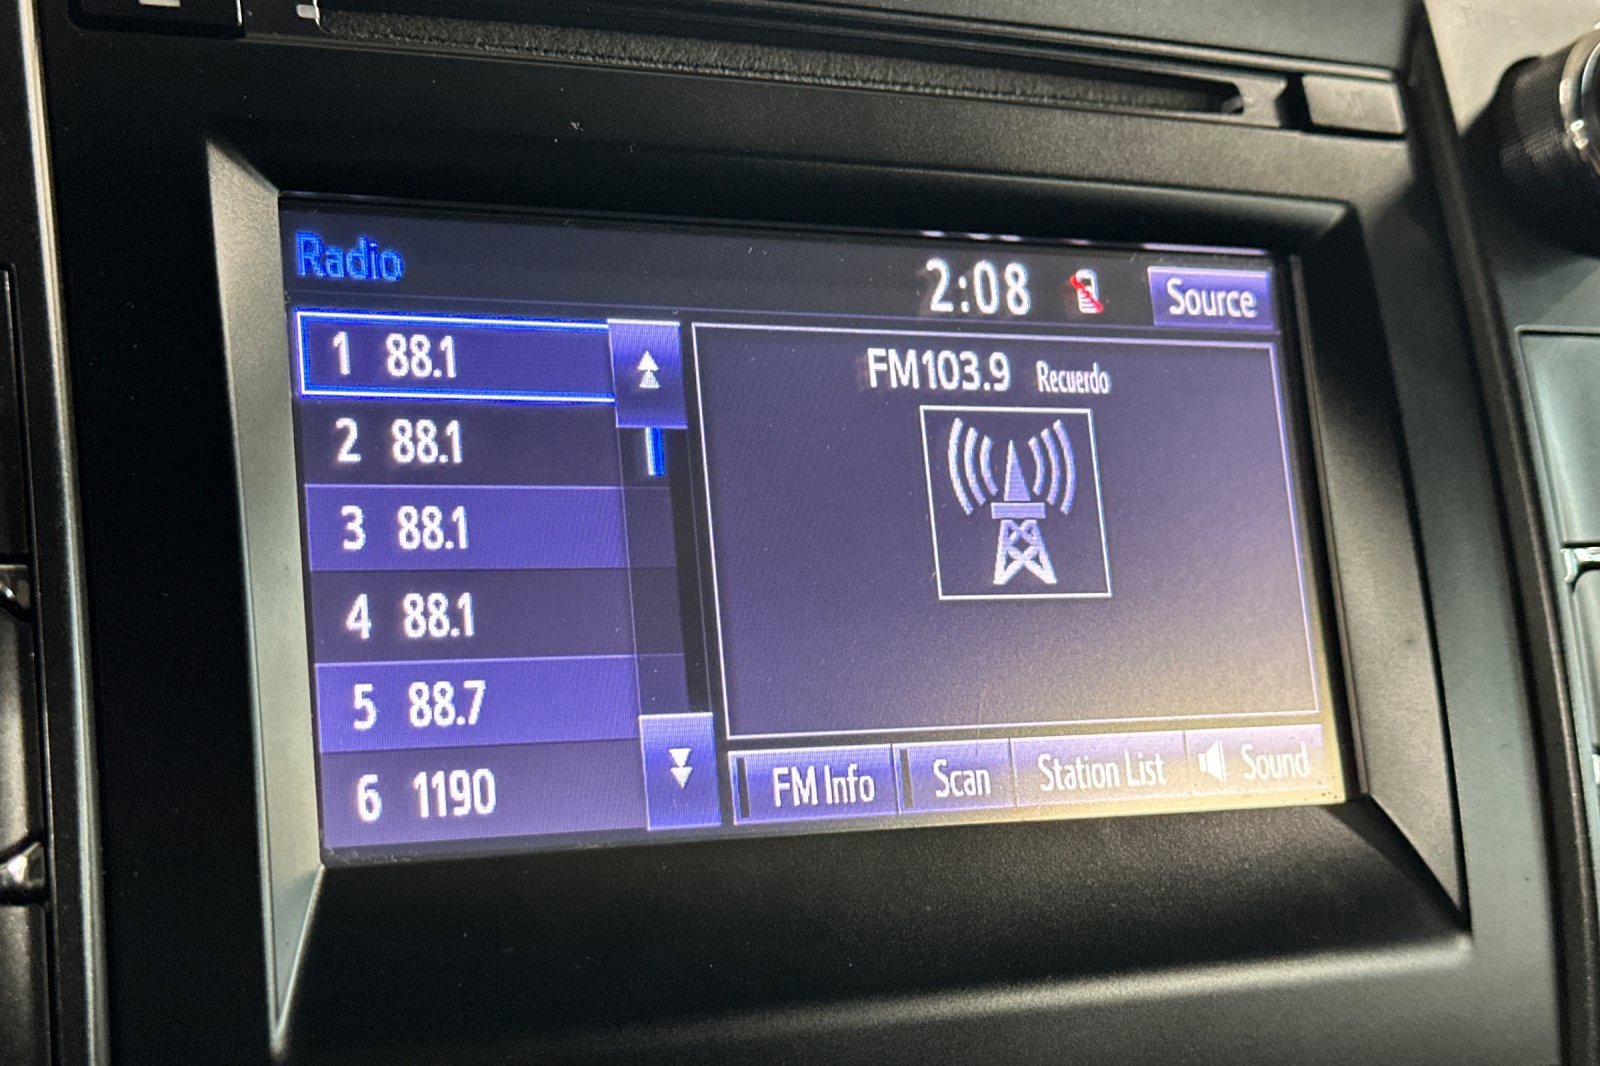 Radio
2:08
Source
1 88.1
2 88.1
3 88.1
4 88.1
5 88.7
6 1190
FM103.9 Recuerdo
FM Info
Scan
Station List
Sound